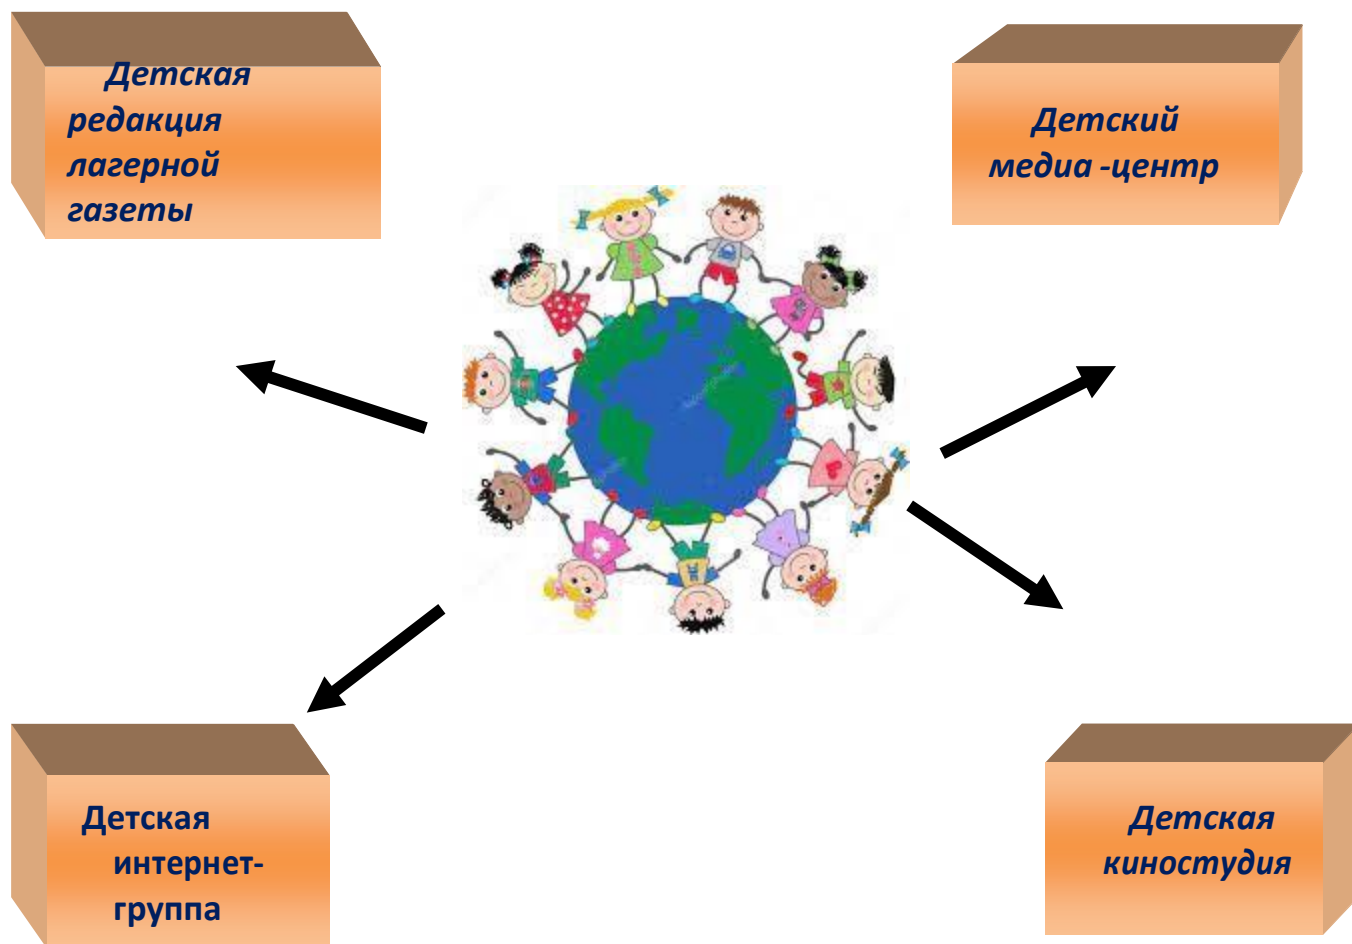 Детская
редакция
лагерной
газеты
Детский
медиа -центр
Детская
интернет-
группа
Детская
киностудия